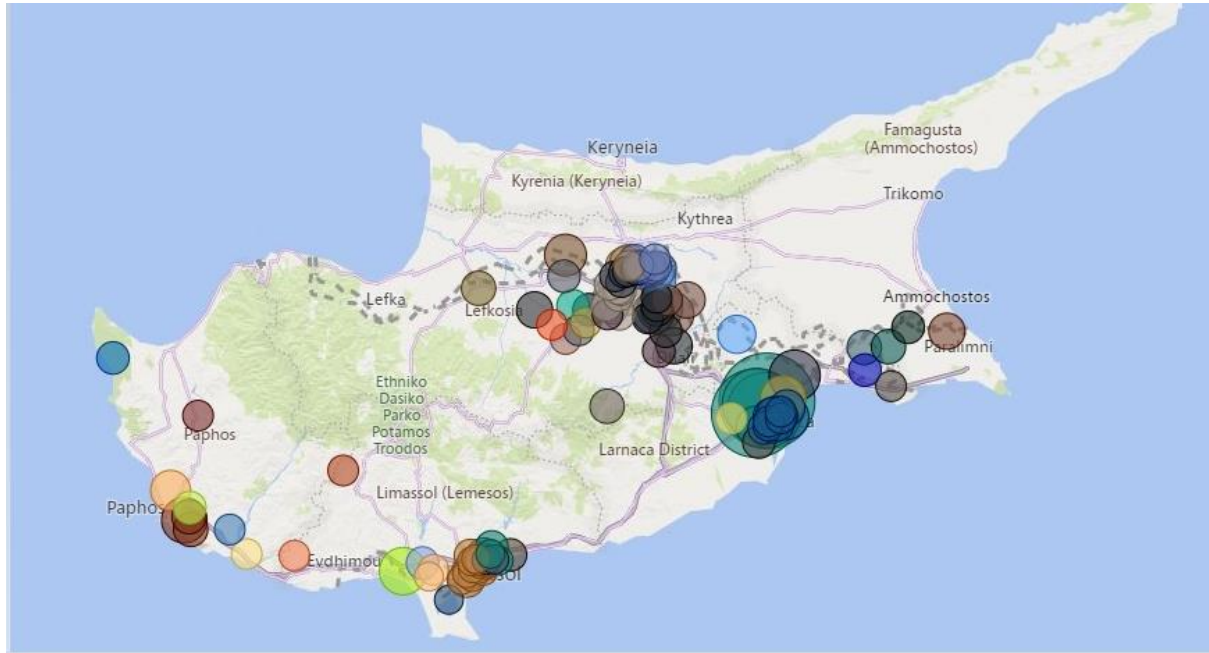 Famagusta
(Ammochostos)
Keryneia
Kyrenia (Keryneia)
Trikomo
Kythrea
Lefka
Lefkosia
Ammochostos
Paralimni
Ethniko
Dasiko
Parko
Potamos
Troodos
Paphos
Larnaca District
Limassol (Lemesos)
Paphos
Evdhimou